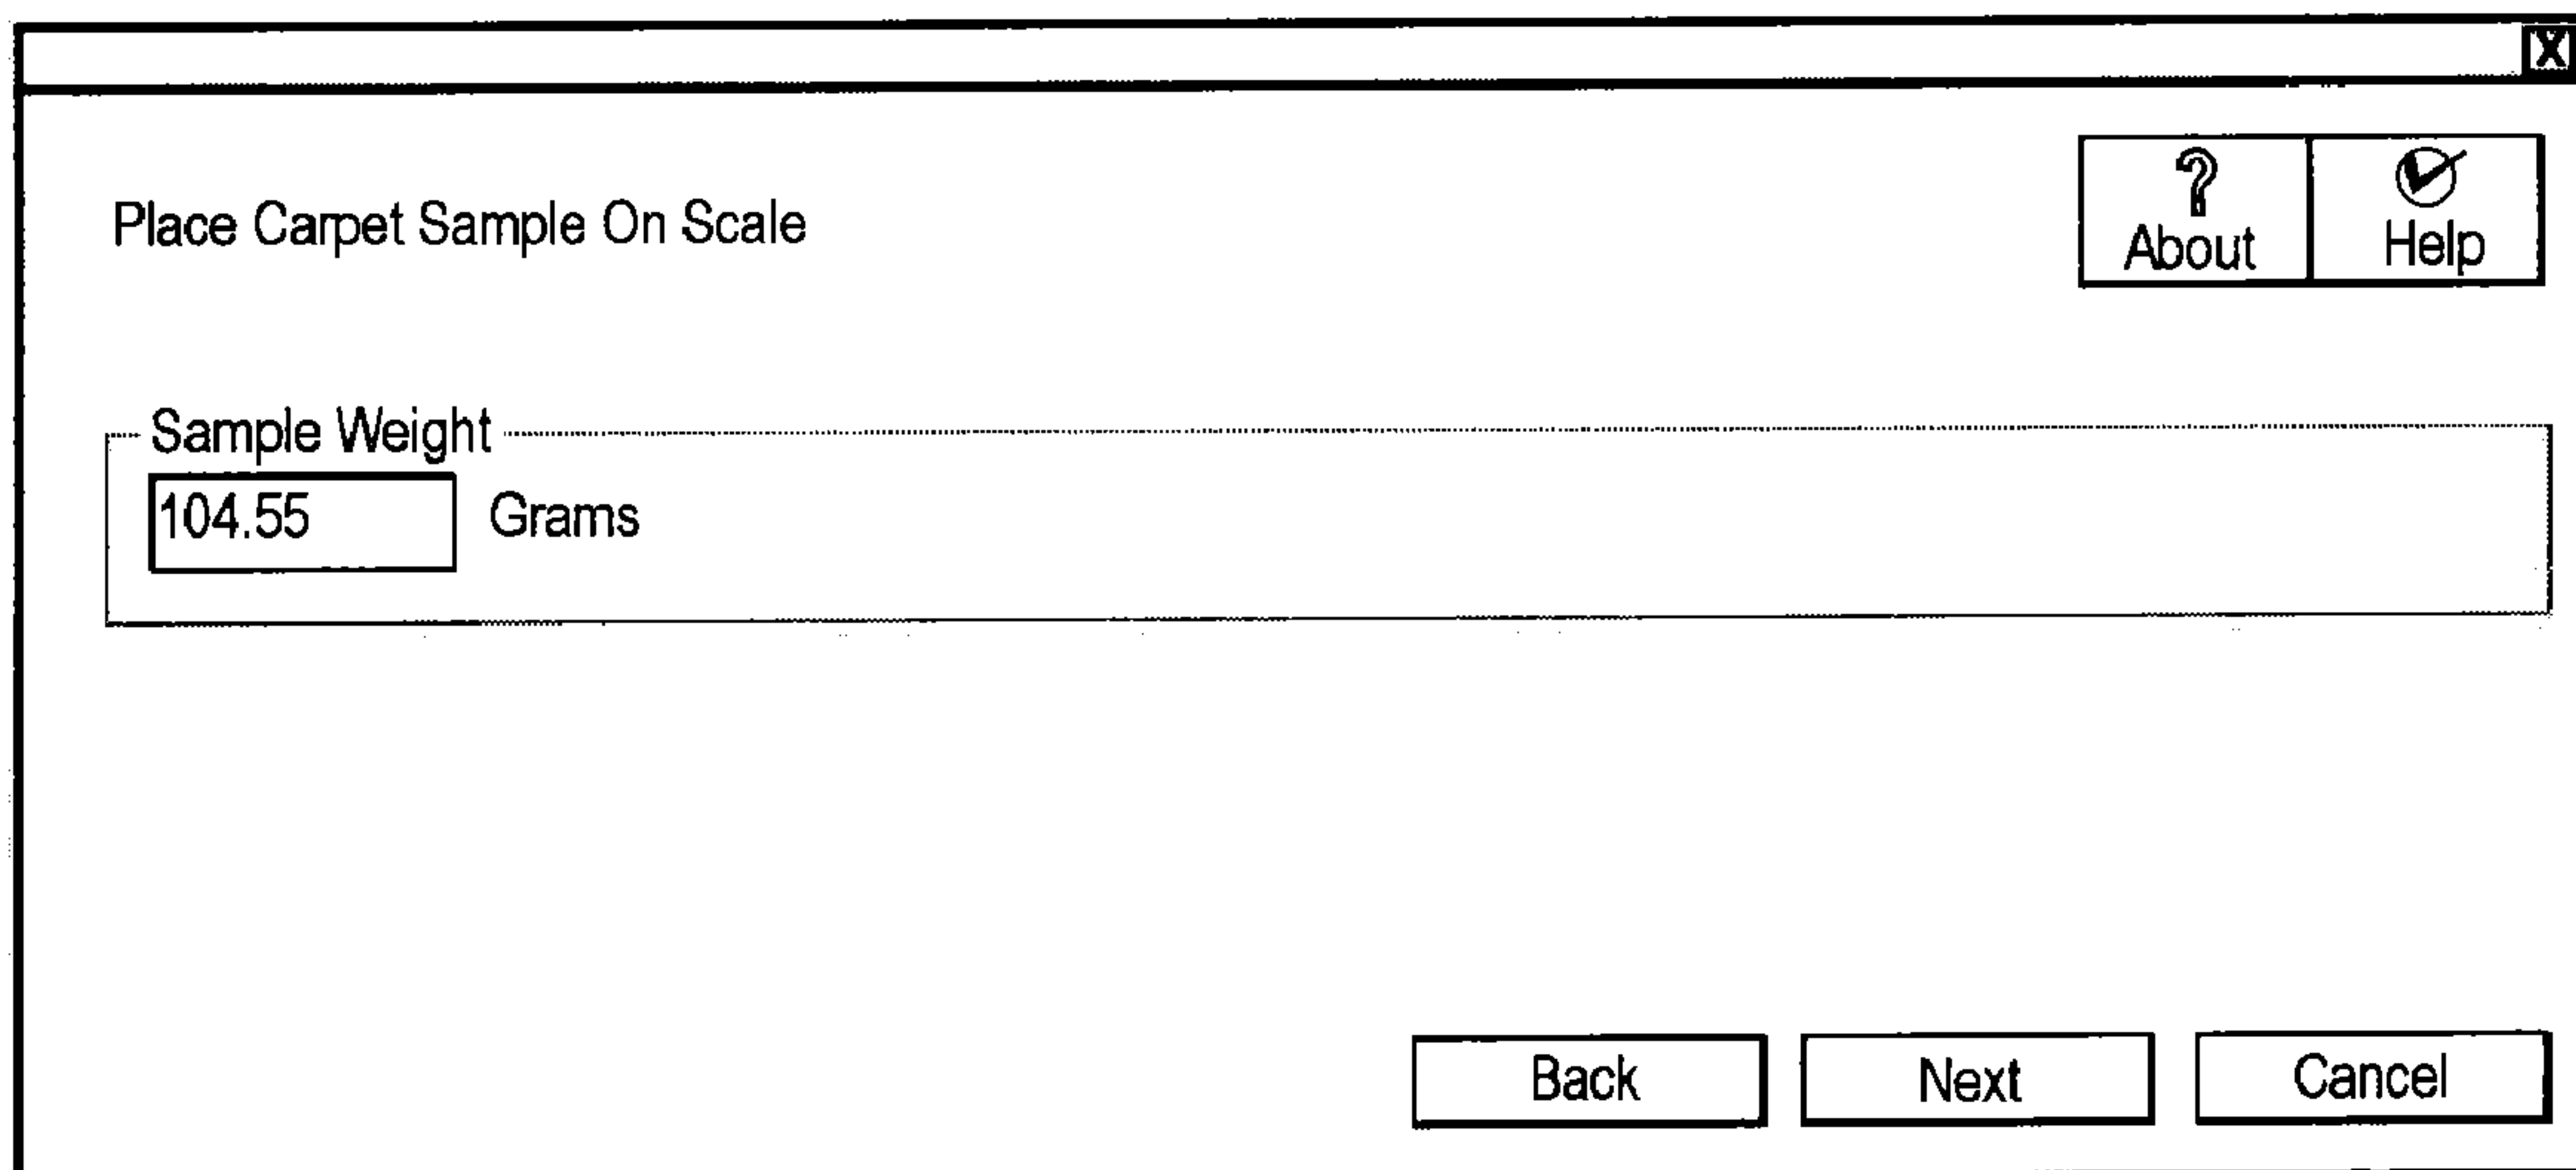 X
? 
About
Help
Place Carpet Sample On Scale
Sample Weight
104.55 Grams
Back Next Cancel